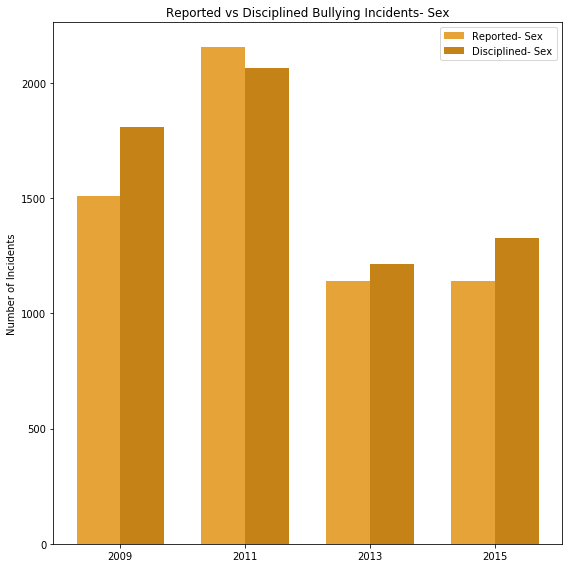 Reported vs Disciplined Bullying Incidents- Sex
Reported- Sex
Disciplined- Sex
Number of Incidents
2000
1500
1000
500
0
2009
2011
2013
2015